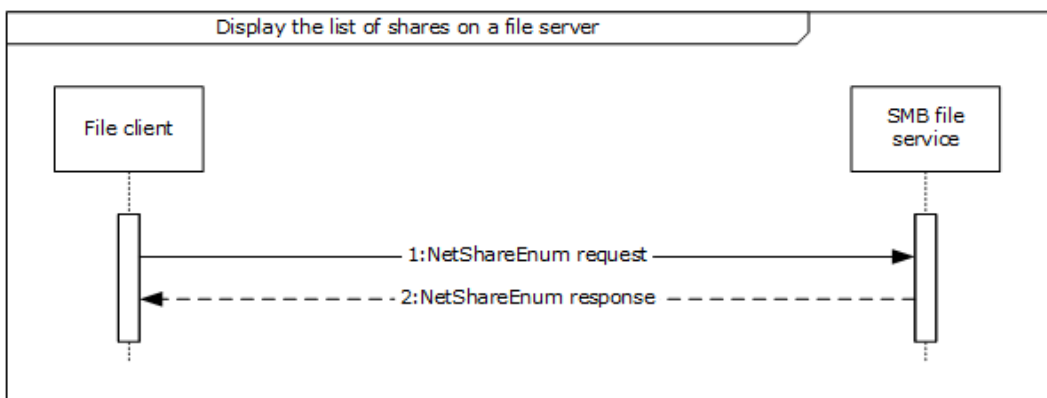 Display the list of shares on a file server
File client
SMB file
service
1:NetShareEnum request
2:NetShareEnum response